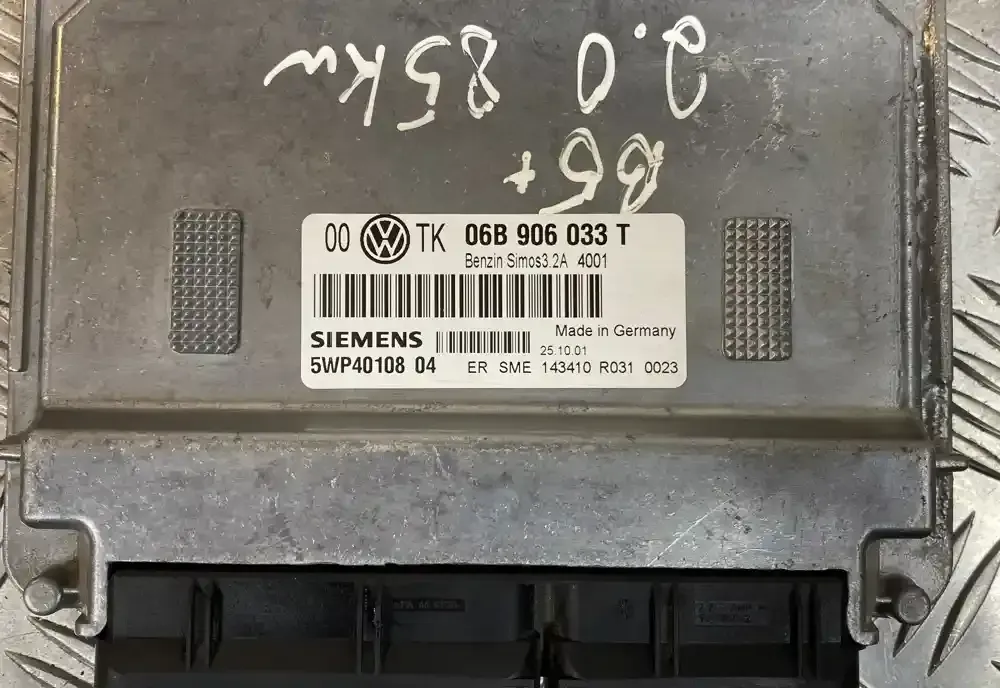 2.0 85kw
B5+
00 VW TK 06B 906 033 T
Benzin Simos3.2A 4001
SIEMENS
Made in Germany
25.10.01
5WP40108 04 ER SME 143410 R031 0023